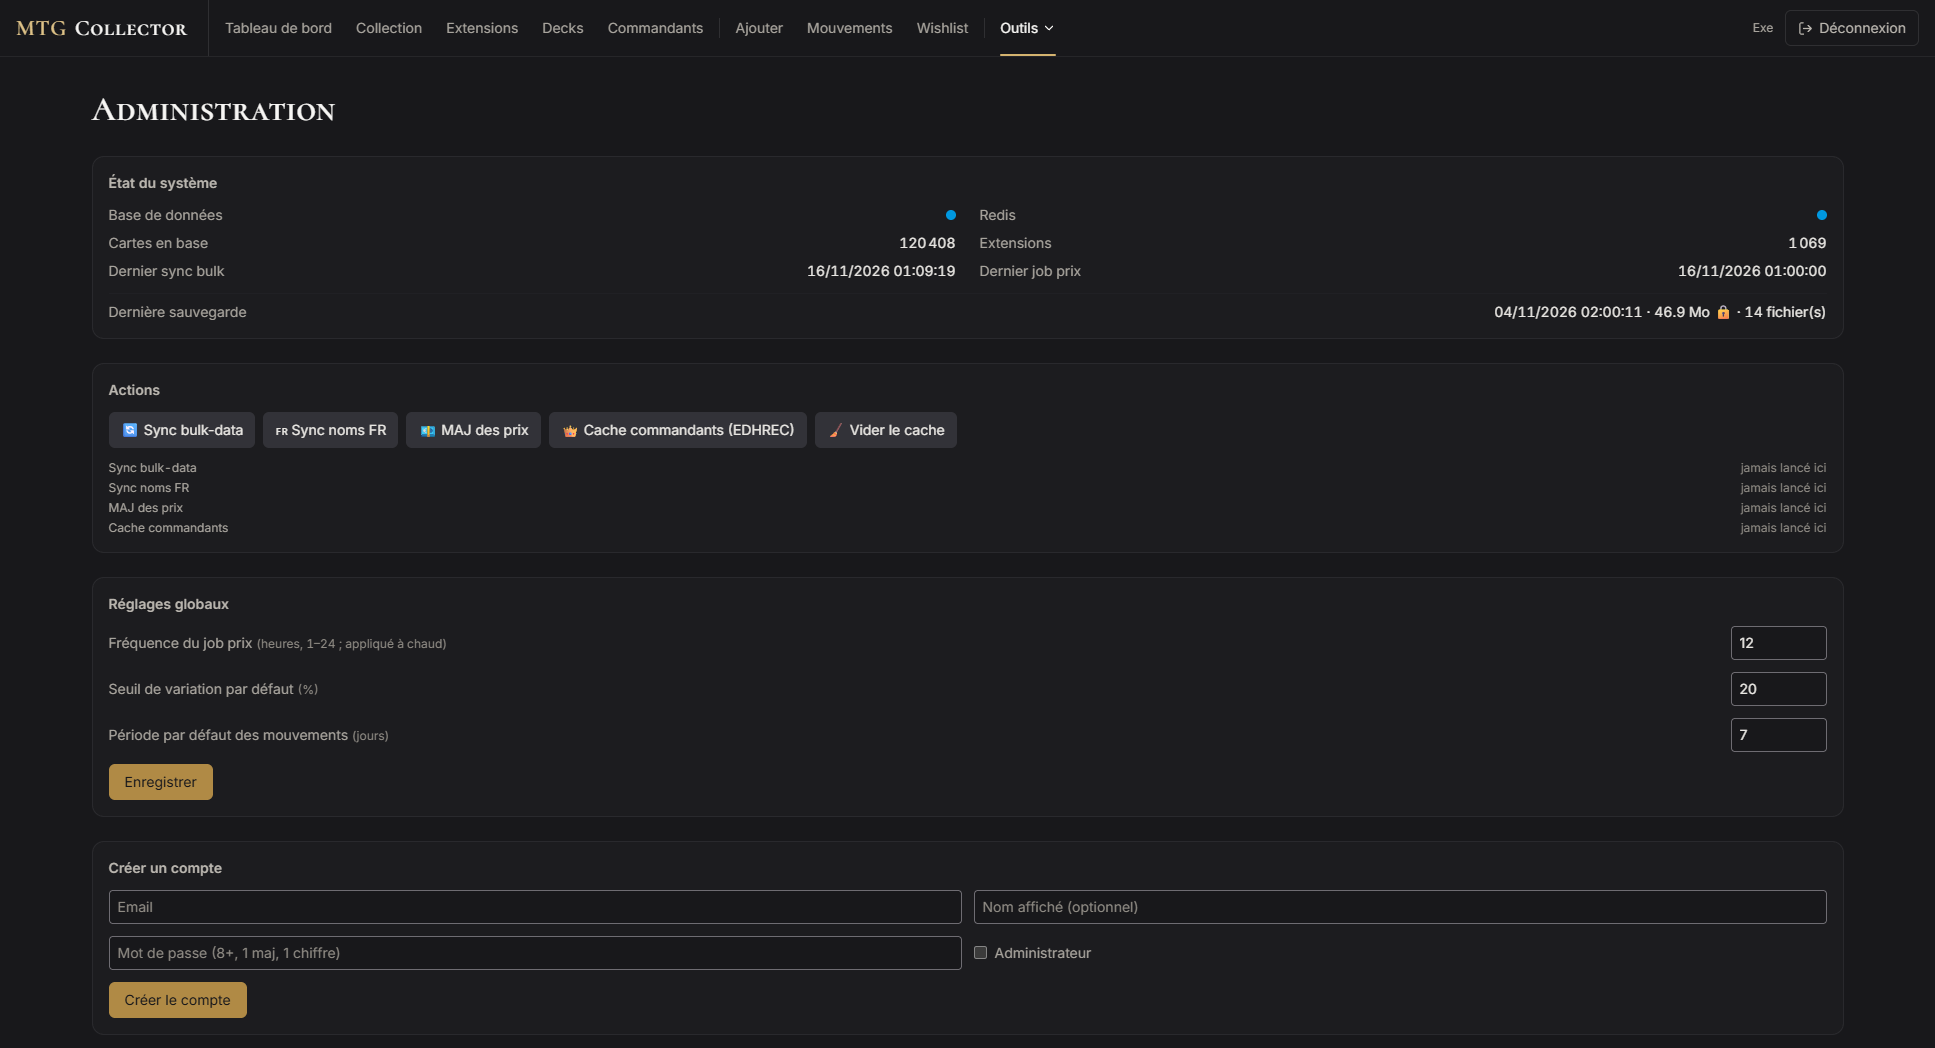 MTG Collector
Tableau de bord Collection Extensions Decks Commandants Ajouter Mouvements Wishlist Outils Exe Déconnexion
Administration
État du système
Base de données Redis
Cartes en base 120 408 Extensions 1 069
Dernier sync bulk 16/11/2026 01:09:19 Dernier job prix 16/11/2026 01:00:00
Dernière sauvegarde 04/11/2026 02:00:11 · 46.9 Mo 🔒 · 14 fichier(s)
Actions
Sync bulk-data FR Sync noms FR MAJ des prix Cache commandants (EDHREC) Vider le cache
Sync bulk-data jamais lancé ici
Sync noms FR jamais lancé ici
MAJ des prix jamais lancé ici
Cache commandants jamais lancé ici
Réglages globaux
Fréquence du job prix (heures, 1–24 ; appliqué à chaud) 12
Seuil de variation par défaut (%) 20
Période par défaut des mouvements (jours) 7
Enregistrer
Créer un compte
Email Nom affiché (optionnel)
Mot de passe (8+, 1 maj, 1 chiffre) Administrateur
Créer le compte